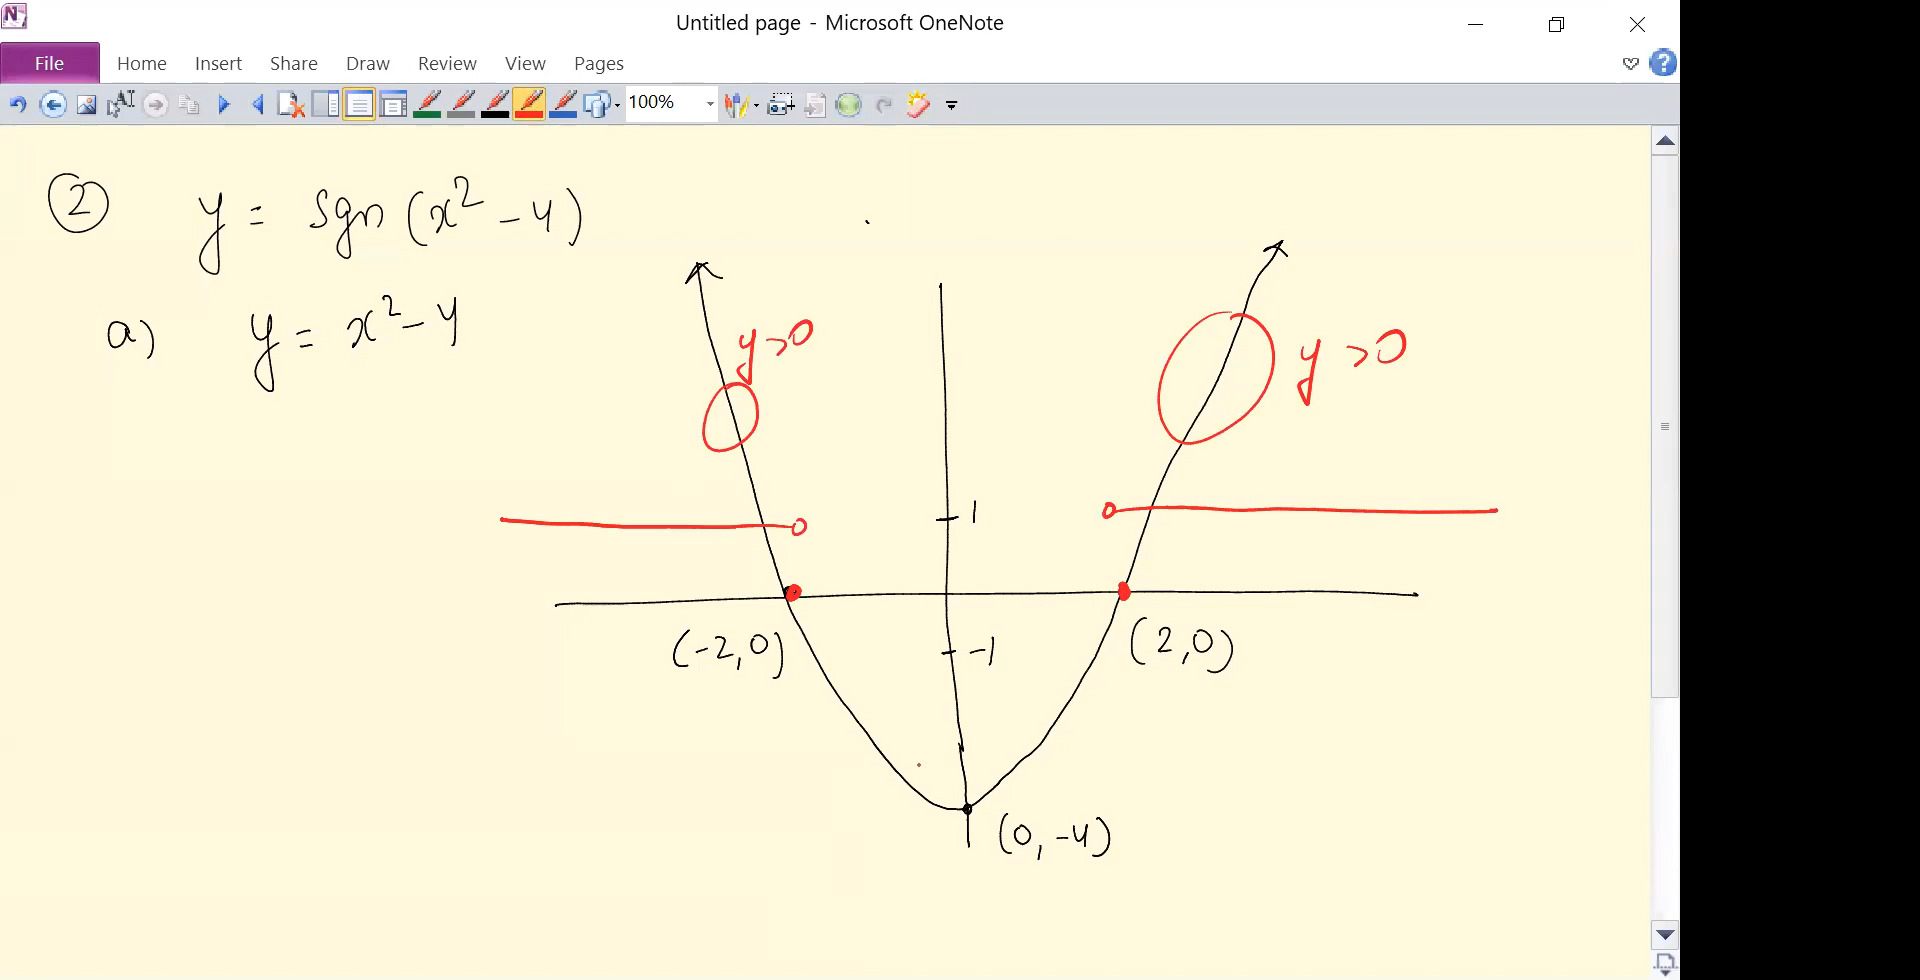 Untitled page - Microsoft OneNote
File Home Insert Share Draw Review View Pages
100%
② y = sgn (x² - 4)
a) y = x² - 4
y > 0
y > 0
1
(-2, 0)
-1
(2, 0)
(0, -4)